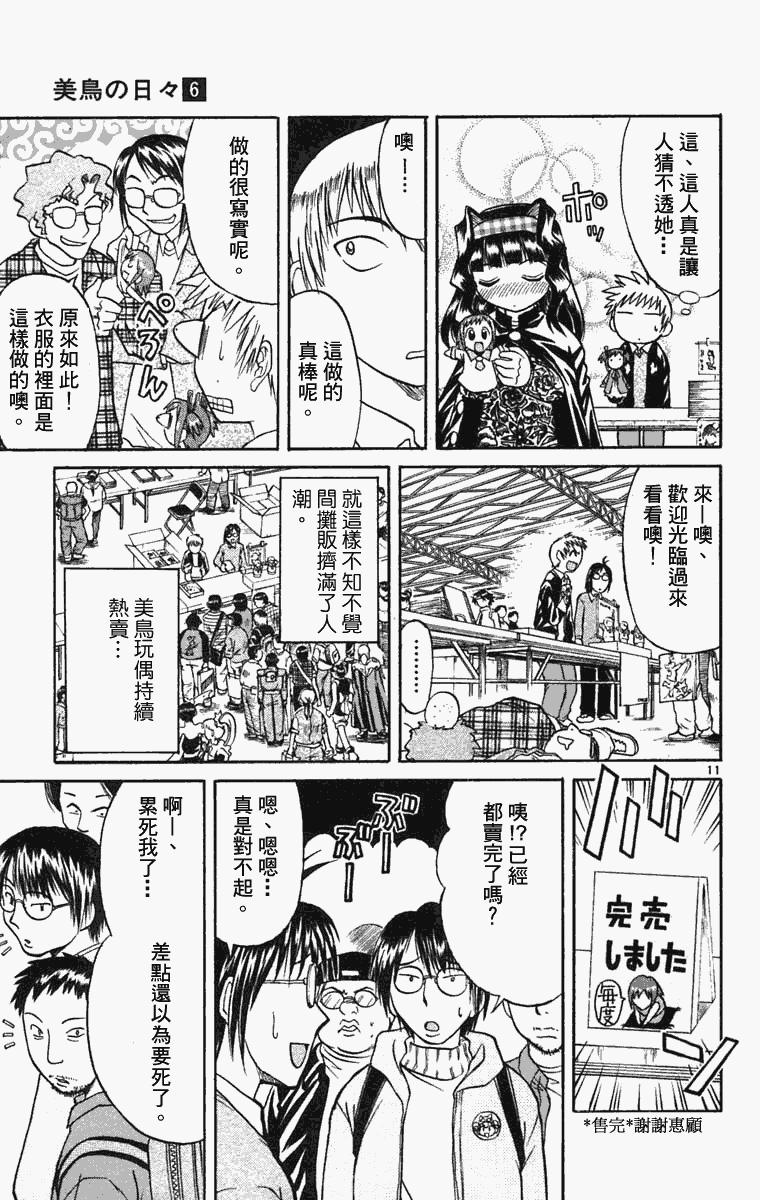 美鳥の日々6
這、這人真是讓
人猜不透她…
ポッ
噢ー…
這做的
真棒呢。
做的很寫實呢。
ぺろん
原來如此！
衣服的裡面是
這樣做的噢。
來ー噢、
歡迎光臨過來
看看噢！
……
就這樣不知不覺
間攤販擠滿了人
潮。
美鳥玩偶持續
熱賣…
11
完売
しました
毎度
*售完*謝謝惠顧
咦!?已經
都賣完了嗎？
ぶーぶー
嗯、嗯嗯…
真是對不起。
啊ー、
累死我了…
差點還以為要死了。